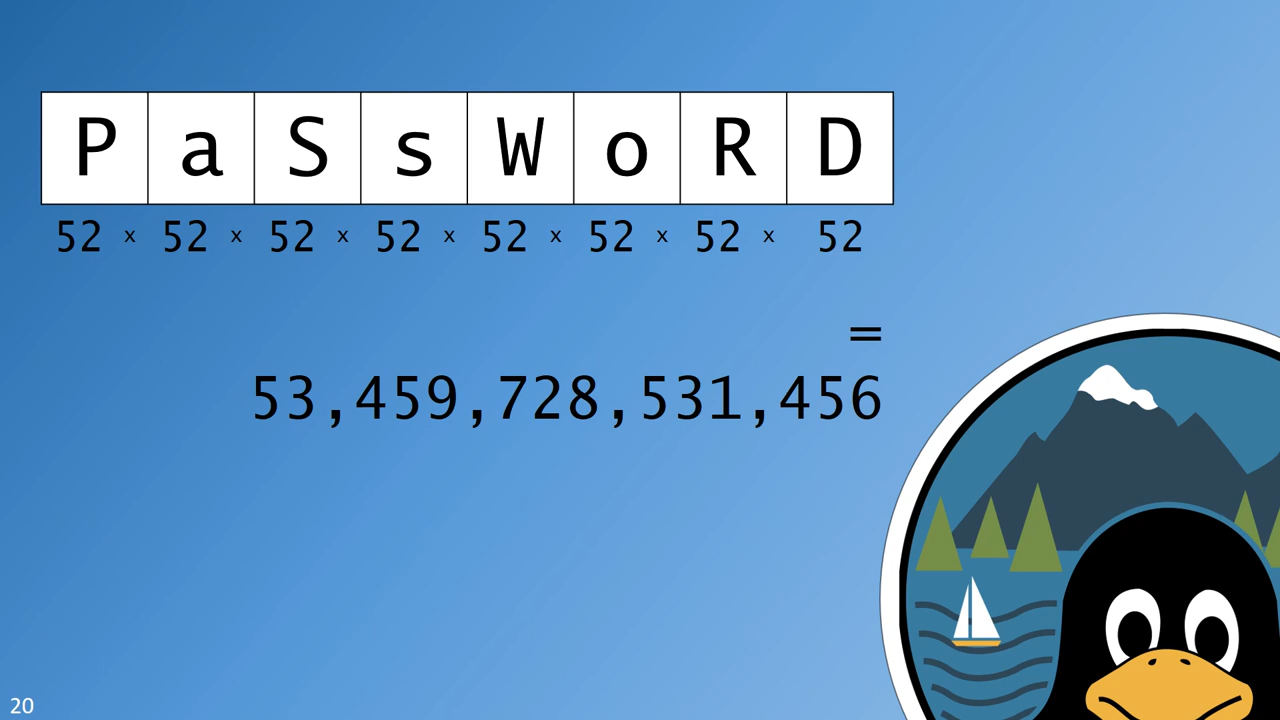 P a S s W o R D
52 x 52 x 52 x 52 x 52 x 52 x 52 x 52
=
53,459,728,531,456
20